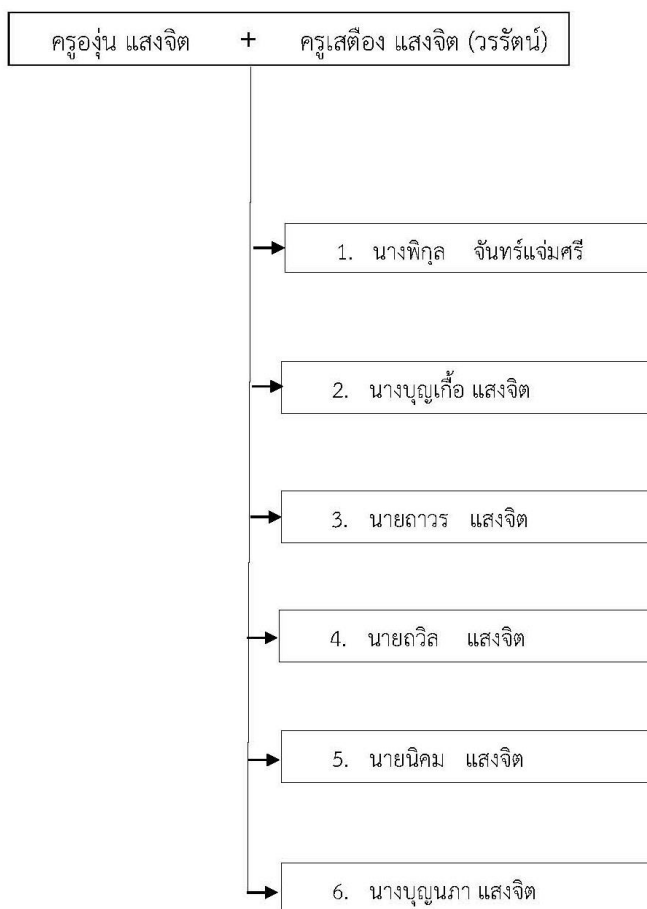 ครูองุ่น แสงจิต + ครูเสตือง แสงจิต (วรรัตน์)
1. นางพิกุล จันทร์แจ่มศรี
2. นางบุญเกื้อ แสงจิต
3. นายถาวร แสงจิต
4. นายถวิล แสงจิต
5. นายนิคม แสงจิต
6. นางบุญนภา แสงจิต